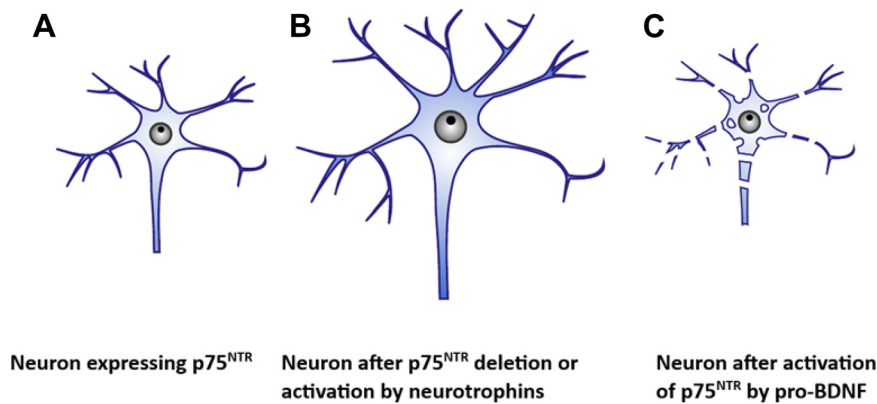 A
B
C
Neuron expressing p75NTR
Neuron after p75NTR deletion or
activation by neurotrophins
Neuron after activation
of p75NTR by pro-BDNF